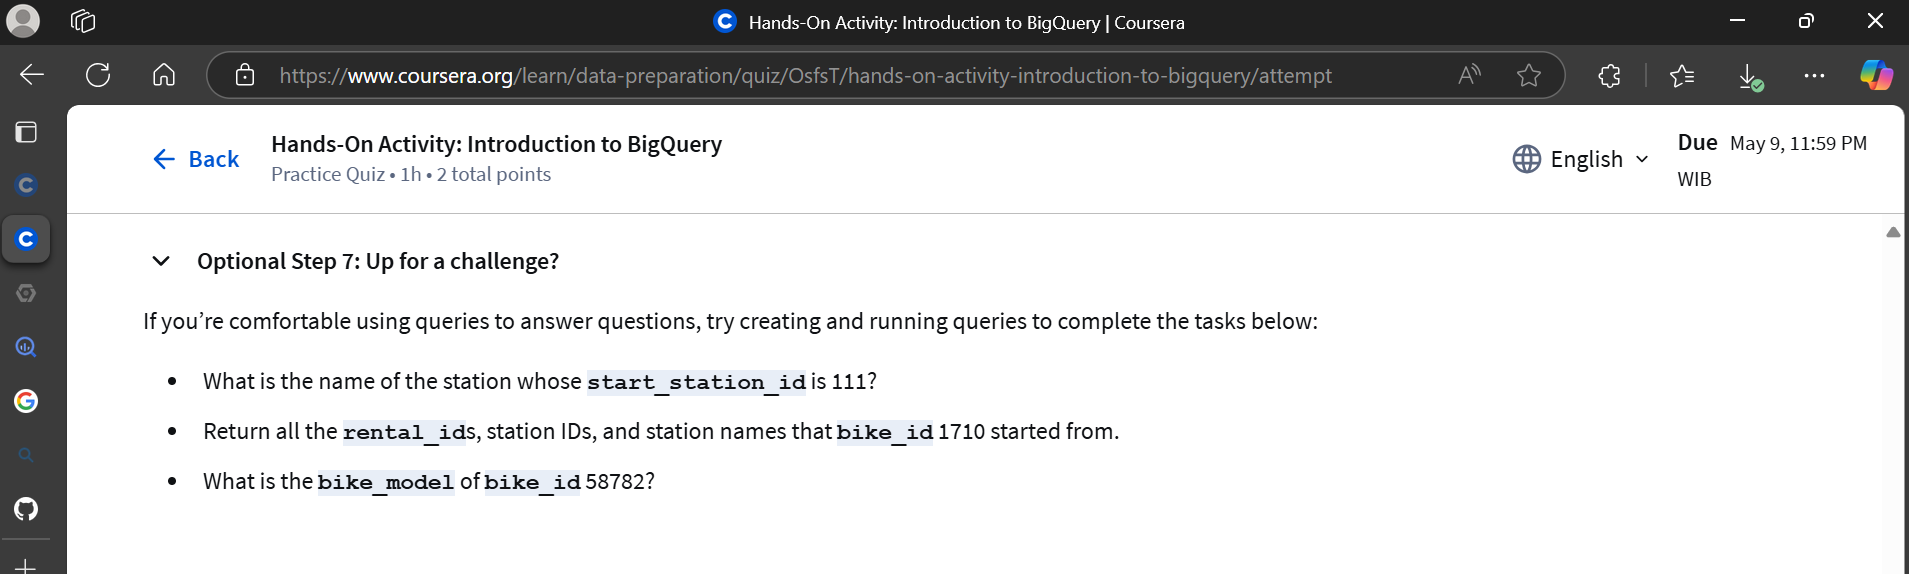 Hands-On Activity: Introduction to BigQuery | Coursera
https://www.coursera.org/learn/data-preparation/quiz/OsfsT/hands-on-activity-introduction-to-bigquery/attempt
Back
Hands-On Activity: Introduction to BigQuery
Practice Quiz • 1h • 2 total points
English
Due May 9, 11:59 PM
WIB
Optional Step 7: Up for a challenge?
If you’re comfortable using queries to answer questions, try creating and running queries to complete the tasks below:
• What is the name of the station whose start_station_id is 111?
• Return all the rental_ids, station IDs, and station names that bike_id 1710 started from.
• What is the bike_model of bike_id 58782?